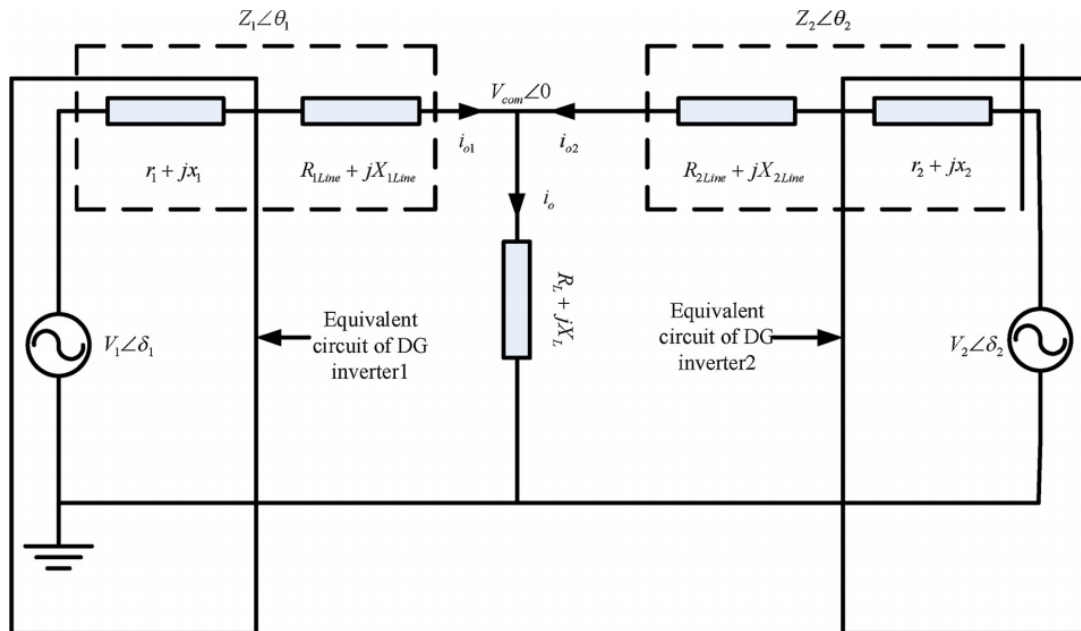 Z₁∠θ₁
Z₂∠θ₂
V_com∠0
i_o1
i_o2
r₁ + jx₁
R_1Line + jX_1Line
R_2Line + jX_2Line
r₂ + jx₂
i_o
R_L + jX_L
V₁∠δ₁
Equivalent
circuit of DG
inverter1
Equivalent
circuit of DG
inverter2
V₂∠δ₂